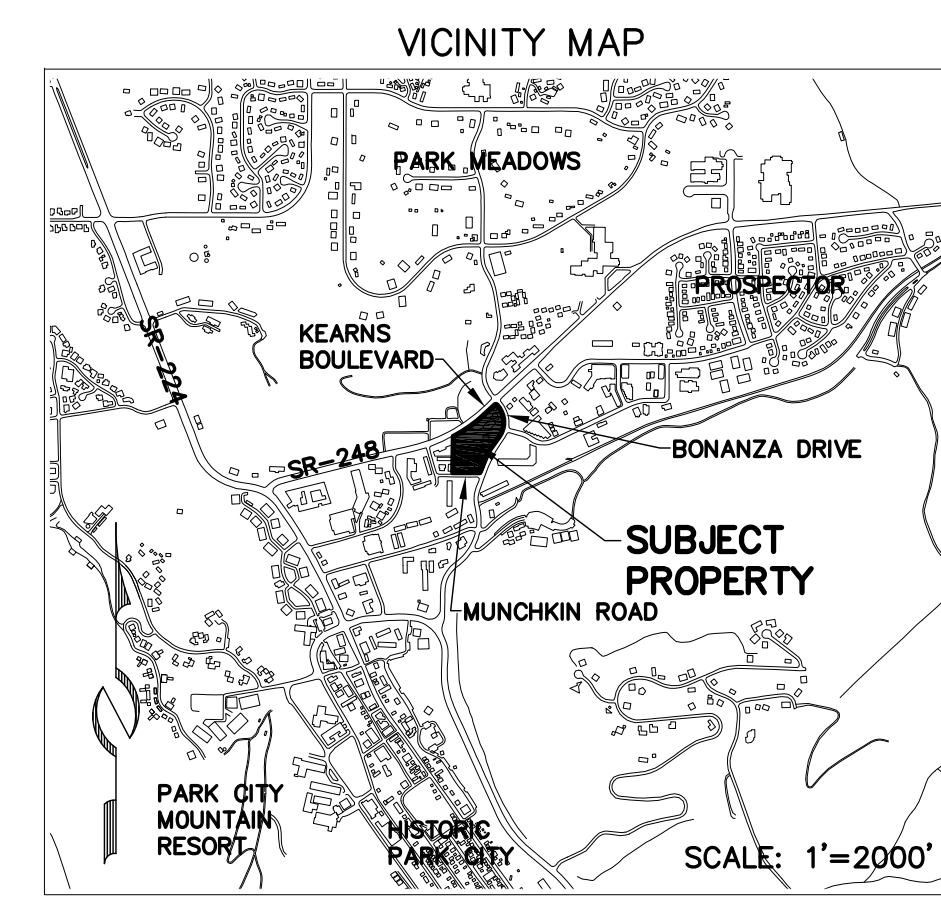 VICINITY MAP
PARK MEADOWS
PROSPECTOR
KEARNS
BOULEVARD
SR-224
SR-248
BONANZA DRIVE
SUBJECT
PROPERTY
MUNCHKIN ROAD
PARK CITY
MOUNTAIN
RESORT
HISTORIC
PARK CITY
SCALE: 1'=2000'